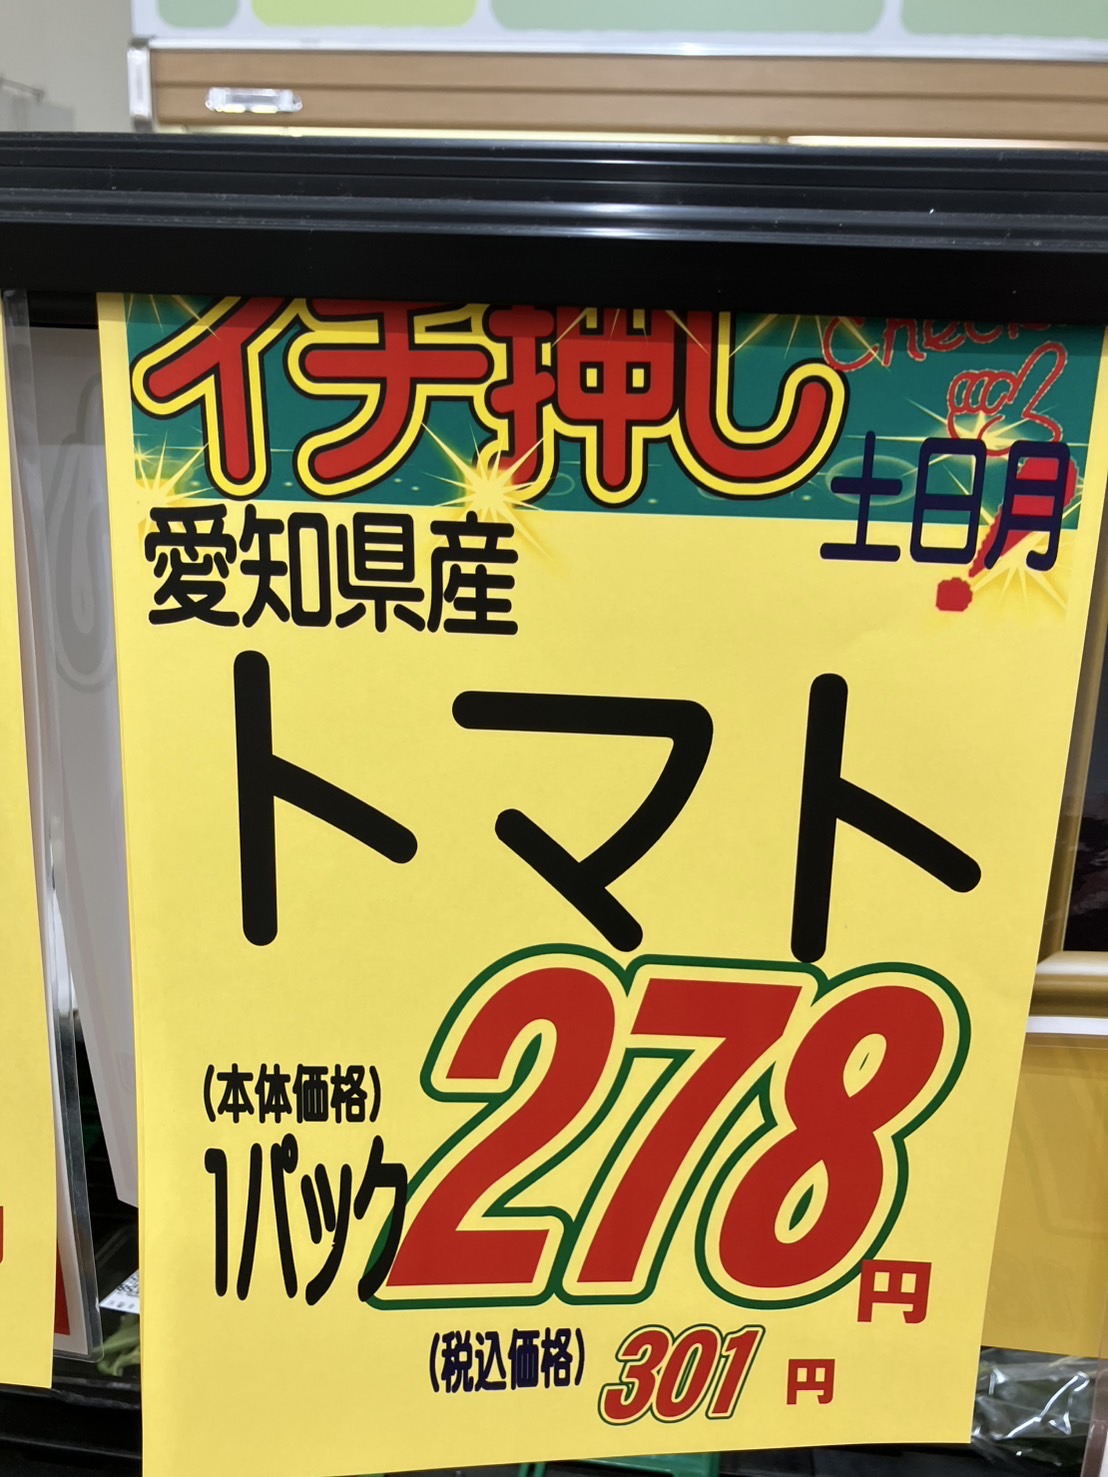 イチ押し
Check
土日月
愛知県産
トマト
(本体価格)
1パック
278円
(税込価格) 301円